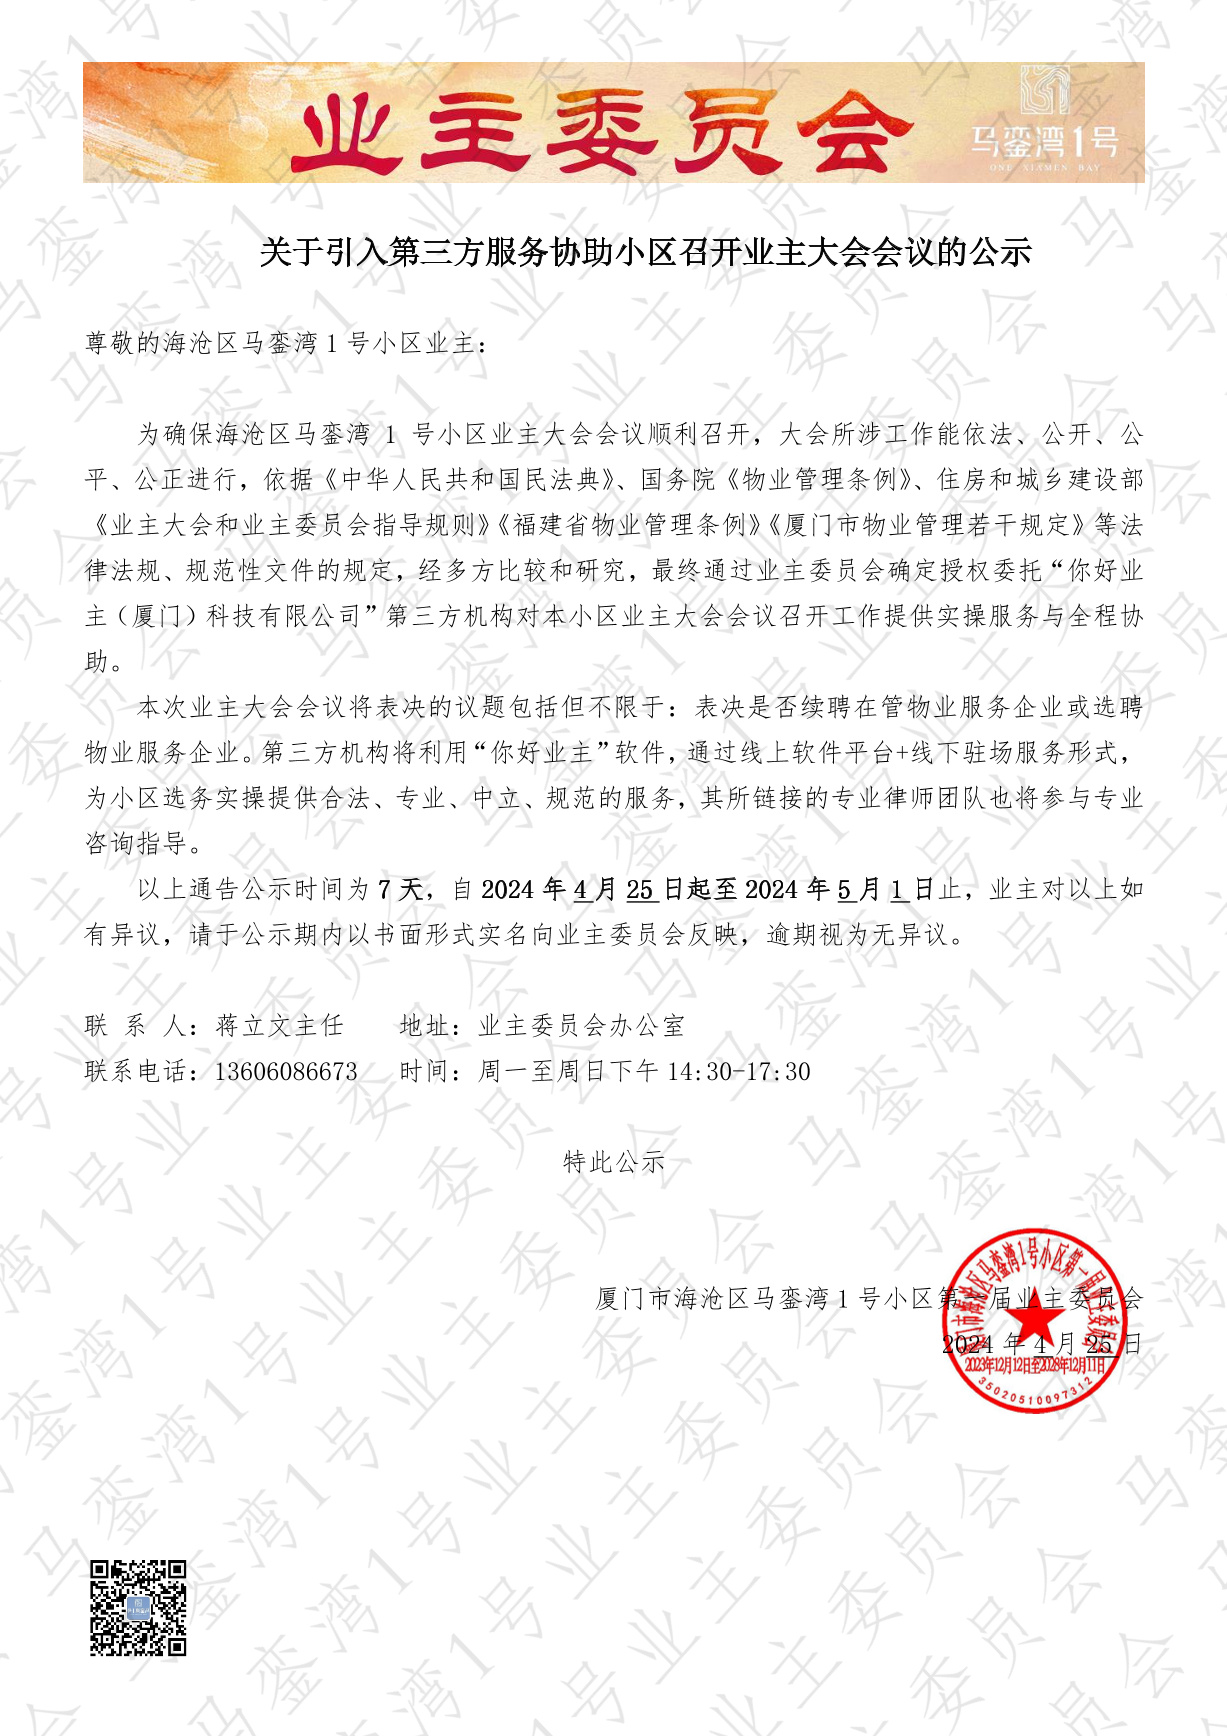 业主委员会
马銮湾1号
ONE XIAMEN BAY
关于引入第三方服务协助小区召开业主大会会议的公示
尊敬的海沧区马銮湾1号小区业主：
为确保海沧区马銮湾 1 号小区业主大会会议顺利召开，大会所涉工作能依法、公开、公
平、公正进行，依据《中华人民共和国民法典》、国务院《物业管理条例》、住房和城乡建设部
《业主大会和业主委员会指导规则》《福建省物业管理条例》《厦门市物业管理若干规定》等法
律法规、规范性文件的规定，经多方比较和研究，最终通过业主委员会确定授权委托“你好业
主（厦门）科技有限公司”第三方机构对本小区业主大会会议召开工作提供实操服务与全程协
助。
本次业主大会会议将表决的议题包括但不限于：表决是否续聘在管物业服务企业或选聘
物业服务企业。第三方机构将利用“你好业主”软件，通过线上软件平台+线下驻场服务形式，
为小区选务实操提供合法、专业、中立、规范的服务，其所链接的专业律师团队也将参与专业
咨询指导。
以上通告公示时间为 7 天，自 2024 年 4 月 25 日起至 2024 年 5 月 1 日止，业主对以上如
有异议，请于公示期内以书面形式实名向业主委员会反映，逾期视为无异议。
联 系 人：蒋立文主任 地址：业主委员会办公室
联系电话：13606086673 时间：周一至周日下午 14:30-17:30
特此公示
厦门市海沧区马銮湾1号小区第一届业主委员会
2024 年 4 月 25 日
厦门市海沧区马銮湾1号小区第一届业主委员会
2023年12月12日至2028年12月11日
35020510097312